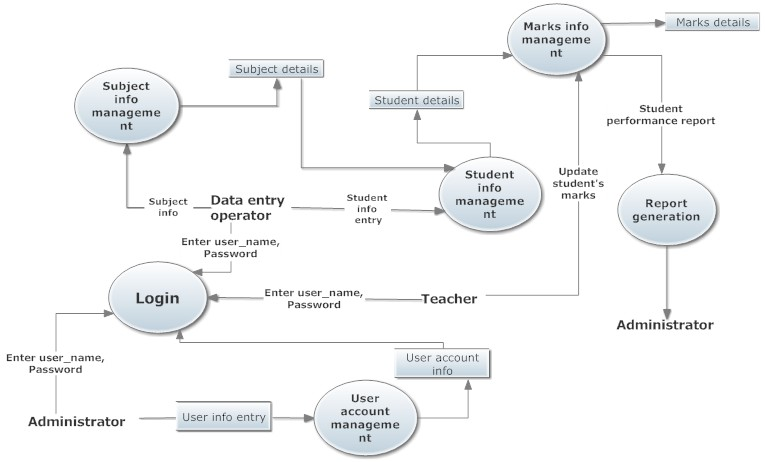 Marks info
manageme
nt
Marks details
Subject details
Subject
info
manageme
nt
Student details
Student
performance report
Student
info
manageme
nt
Update
student's
marks
Report
generation
Subject
info
Data entry
operator
Student
info
entry
Enter user_name,
Password
Login
Enter user_name,
Password
Teacher
Administrator
Enter user_name,
Password
User account
info
Administrator
User info entry
User
account
manageme
nt